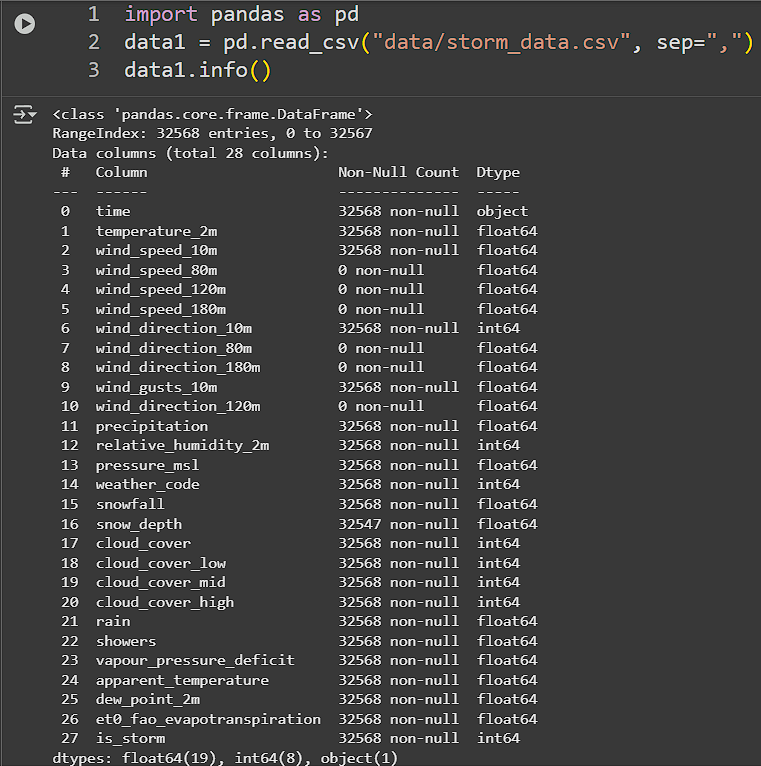 1 import pandas as pd
2 data1 = pd.read_csv("data/storm_data.csv", sep=",")
3 data1.info()
<class 'pandas.core.frame.DataFrame'>
RangeIndex: 32568 entries, 0 to 32567
Data columns (total 28 columns):
 #   Column                      Non-Null Count  Dtype
---  ------                      --------------  -----
 0   time                        32568 non-null  object
 1   temperature_2m              32568 non-null  float64
 2   wind_speed_10m              32568 non-null  float64
 3   wind_speed_80m              0 non-null      float64
 4   wind_speed_120m             0 non-null      float64
 5   wind_speed_180m             0 non-null      float64
 6   wind_direction_10m          32568 non-null  int64
 7   wind_direction_80m          0 non-null      float64
 8   wind_direction_180m         0 non-null      float64
 9   wind_gusts_10m              32568 non-null  float64
 10  wind_direction_120m         0 non-null      float64
 11  precipitation               32568 non-null  float64
 12  relative_humidity_2m        32568 non-null  int64
 13  pressure_msl                32568 non-null  float64
 14  weather_code                32568 non-null  int64
 15  snowfall                    32568 non-null  float64
 16  snow_depth                  32547 non-null  float64
 17  cloud_cover                 32568 non-null  int64
 18  cloud_cover_low             32568 non-null  int64
 19  cloud_cover_mid             32568 non-null  int64
 20  cloud_cover_high            32568 non-null  int64
 21  rain                        32568 non-null  float64
 22  showers                     32568 non-null  float64
 23  vapour_pressure_deficit     32568 non-null  float64
 24  apparent_temperature        32568 non-null  float64
 25  dew_point_2m                32568 non-null  float64
 26  et0_fao_evapotranspiration  32568 non-null  float64
 27  is_storm                    32568 non-null  int64
dtypes: float64(19), int64(8), object(1)